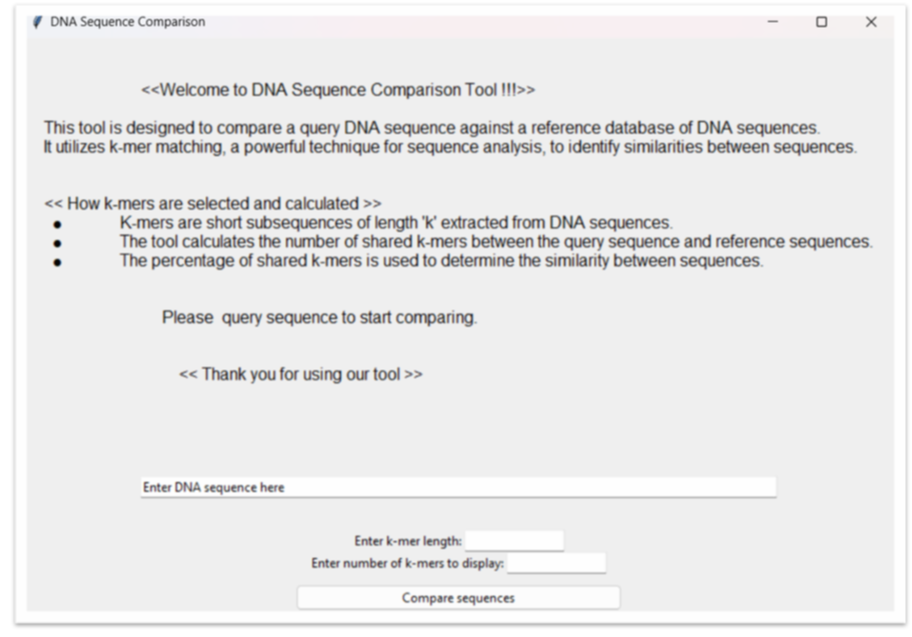 DNA Sequence Comparison
<<Welcome to DNA Sequence Comparison Tool !!!>>
This tool is designed to compare a query DNA sequence against a reference database of DNA sequences.
It utilizes k-mer matching, a powerful technique for sequence analysis, to identify similarities between sequences.
<< How k-mers are selected and calculated >>
● K-mers are short subsequences of length 'k' extracted from DNA sequences.
● The tool calculates the number of shared k-mers between the query sequence and reference sequences.
● The percentage of shared k-mers is used to determine the similarity between sequences.
Please  query sequence to start comparing.
<< Thank you for using our tool >>
Enter DNA sequence here
Enter k-mer length:
Enter number of k-mers to display:
Compare sequences